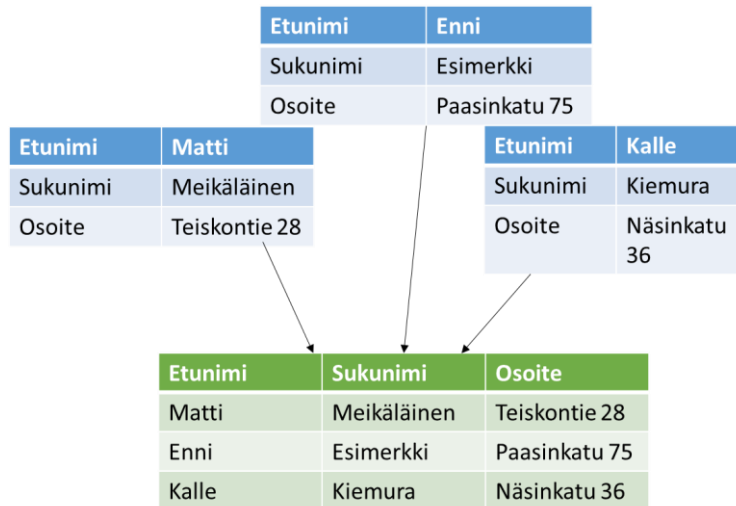 Etunimi Enni
Sukunimi Esimerkki
Osoite Paasinkatu 75
Etunimi Matti
Sukunimi Meikäläinen
Osoite Teiskontie 28
Etunimi Kalle
Sukunimi Kiemura
Osoite Näsinkatu
36
Etunimi Sukunimi Osoite
Matti Meikäläinen Teiskontie 28
Enni Esimerkki Paasinkatu 75
Kalle Kiemura Näsinkatu 36